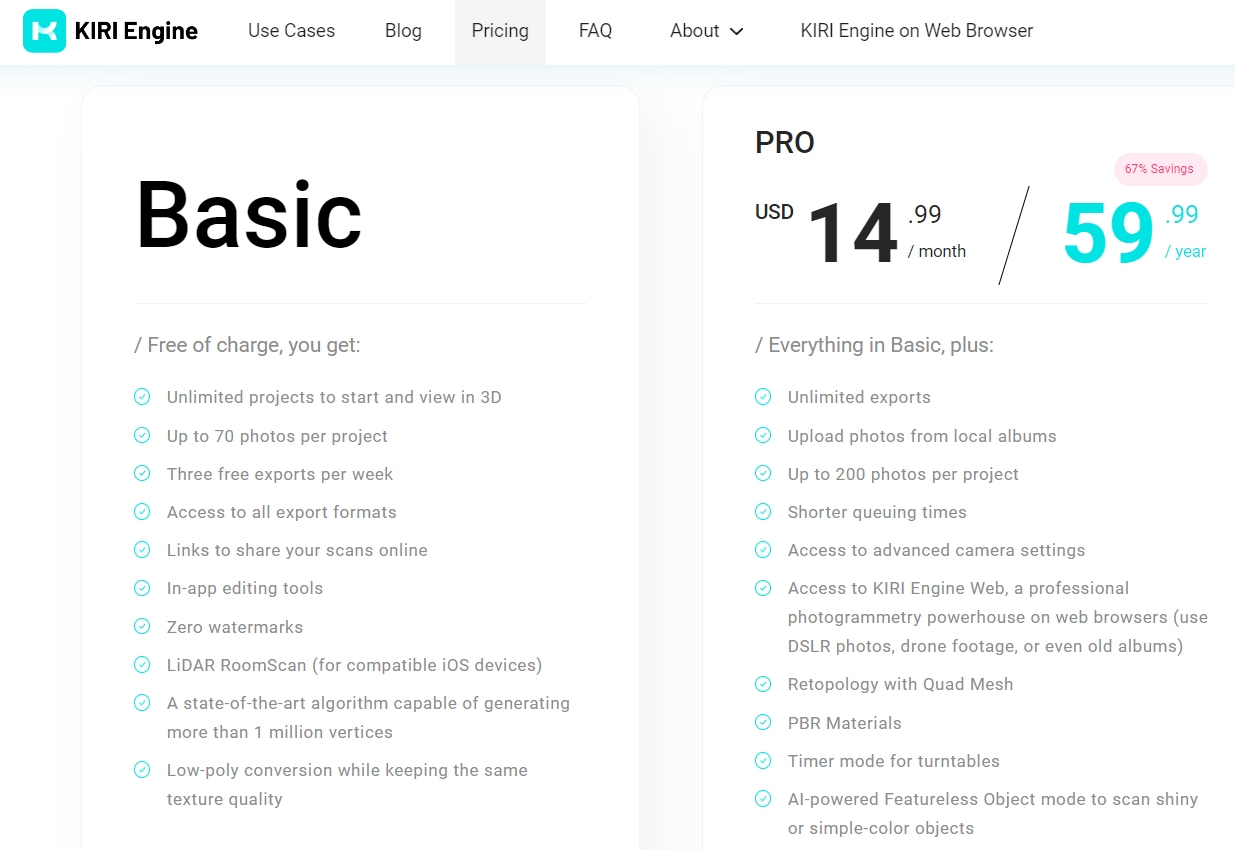 KIRI Engine
Use Cases
Blog
Pricing
FAQ
About
KIRI Engine on Web Browser
Basic
/ Free of charge, you get:
Unlimited projects to start and view in 3D
Up to 70 photos per project
Three free exports per week
Access to all export formats
Links to share your scans online
In-app editing tools
Zero watermarks
LiDAR RoomScan (for compatible iOS devices)
A state-of-the-art algorithm capable of generating
more than 1 million vertices
Low-poly conversion while keeping the same
texture quality
PRO
67% Savings
USD 14 .99 / month
59 .99 / year
/ Everything in Basic, plus:
Unlimited exports
Upload photos from local albums
Up to 200 photos per project
Shorter queuing times
Access to advanced camera settings
Access to KIRI Engine Web, a professional
photogrammetry powerhouse on web browsers (use
DSLR photos, drone footage, or even old albums)
Retopology with Quad Mesh
PBR Materials
Timer mode for turntables
AI-powered Featureless Object mode to scan shiny
or simple-color objects